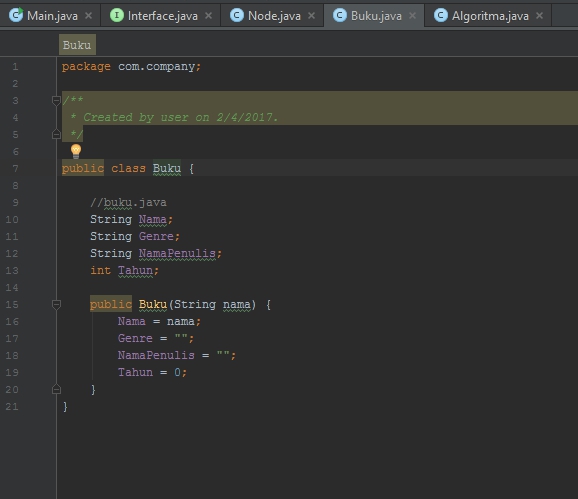 Main.java Interface.java Node.java Buku.java Algoritma.java
Buku
1 package com.company;
2
3 /**
4 * Created by user on 2/4/2017.
5 */
6
7 public class Buku {
8
9 //buku.java
10 String Nama;
11 String Genre;
12 String NamaPenulis;
13 int Tahun;
14
15 public Buku(String nama) {
16 Nama = nama;
17 Genre = "";
18 NamaPenulis = "";
19 Tahun = 0;
20 }
21 }